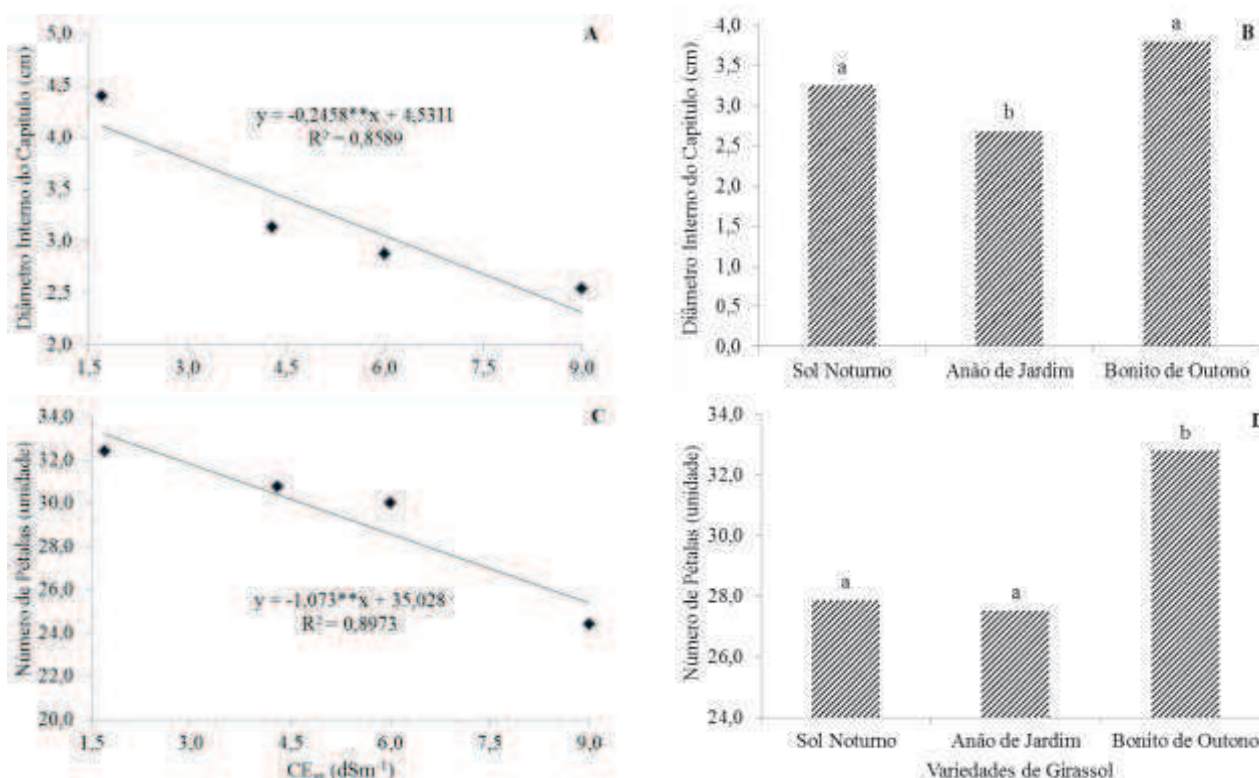 A
Diâmetro Interno do Capítulo (cm)
5,0
4,5
4,0
3,5
3,0
2,5
2,0
y = -0,2458**x + 4,5311
R² = 0,8589
1,5 3,0 4,5 6,0 7,5 9,0
B
Diâmetro Interno do Capítulo (cm)
4,0
3,5
3,0
2,5
2,0
1,5
1,0
0,5
0,0
a
b
a
Sol Noturno Anão de Jardim Bonito de Outono
C
Número de Pétalas (unidade)
34,0
32,0
30,0
28,0
26,0
24,0
22,0
20,0
y = -1,073**x + 35,028
R² = 0,8973
1,5 3,0 4,5 6,0 7,5 9,0
(dSm⁻¹)
Número de Pétalas (unidade)
34,0
32,0
30,0
28,0
26,0
24,0
a
a
b
Sol Noturno Anão de Jardim Bonito de Outono
Variedades de Girassol